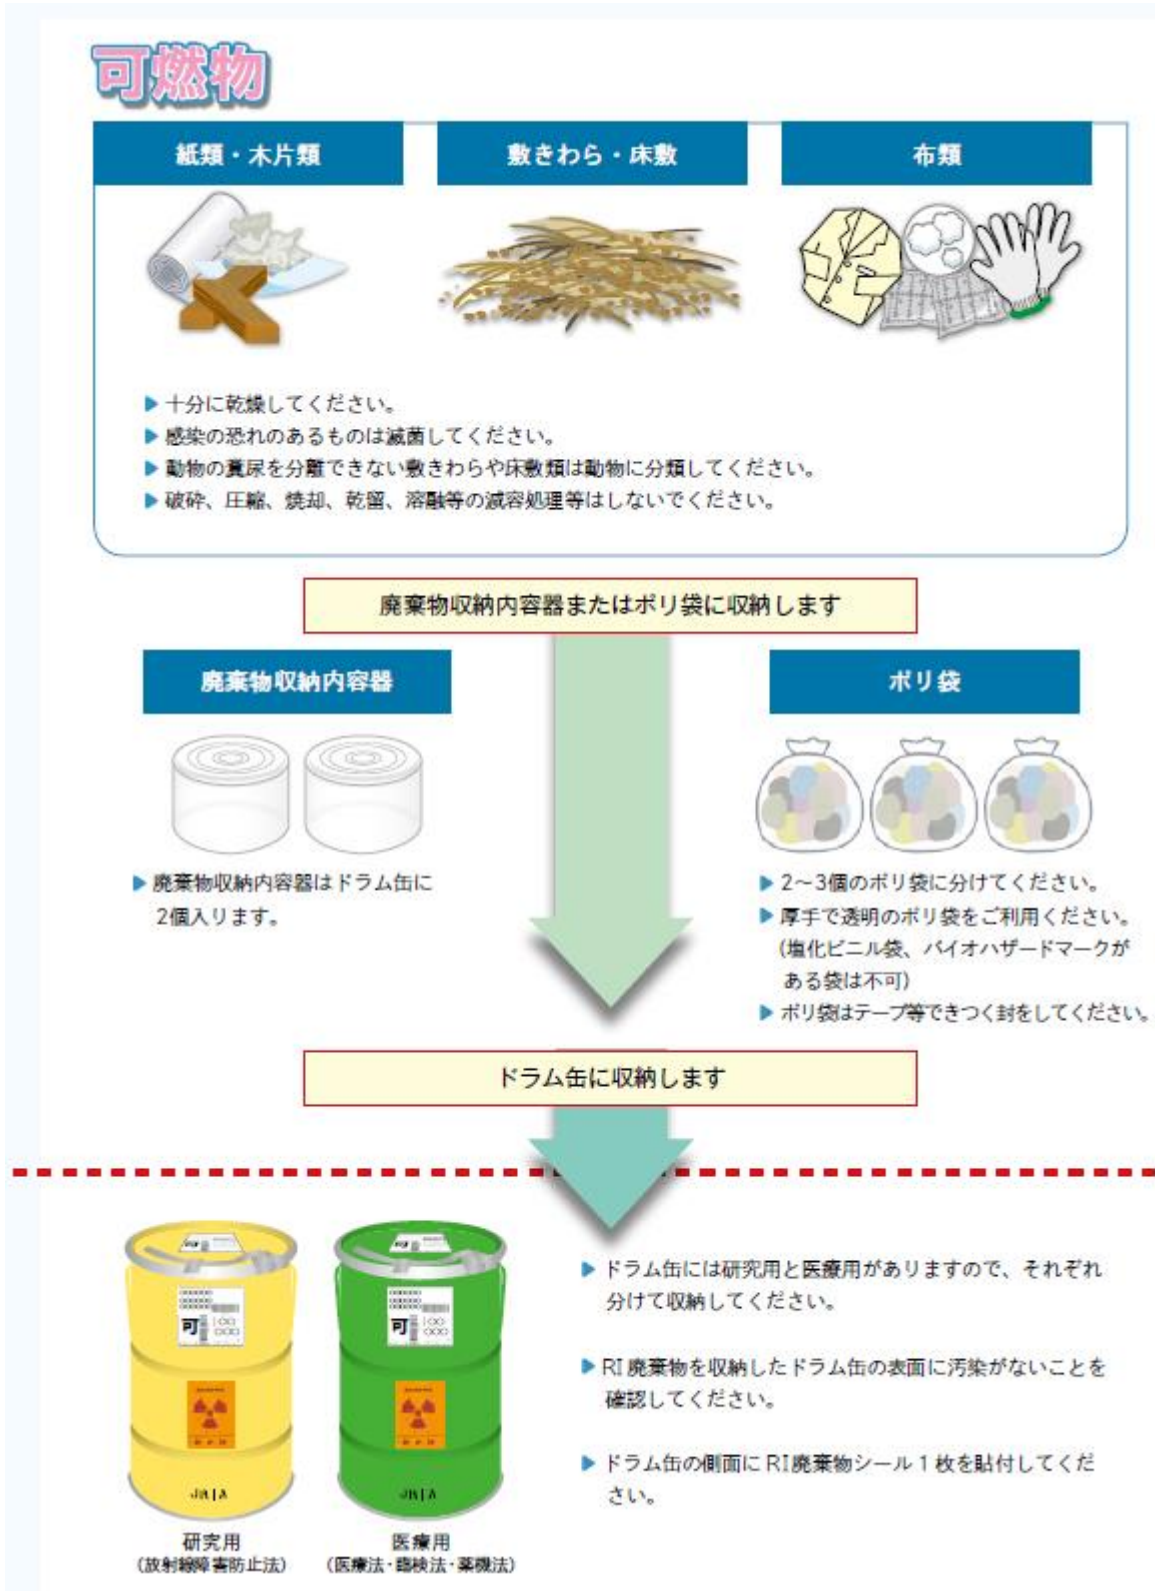 可燃物
紙類・木片類
敷きわら・床敷
布類
▶ 十分に乾燥してください。
▶ 感染の恐れのあるものは滅菌してください。
▶ 動物の糞尿を分離できない敷きわらや床敷類は動物に分類してください。
▶ 破砕、圧縮、焼却、乾留、溶融等の減容処理等はしないでください。
廃棄物収納内容器またはポリ袋に収納します
廃棄物収納内容器
▶ 廃棄物収納内容器はドラム缶に
2個入ります。
ポリ袋
▶ 2～3個のポリ袋に分けてください。
▶ 厚手で透明のポリ袋をご利用ください。
(塩化ビニル袋、バイオハザードマークが
ある袋は不可)
▶ ポリ袋はテープ等できつく封をしてください。
ドラム缶に収納します
可
可
可
可
JRIA
JRIA
研究用
(放射線障害防止法)
医療用
(医療法・臨検法・薬機法)
▶ ドラム缶には研究用と医療用がありますので、それぞれ
分けて収納してください。
▶ RI廃棄物を収納したドラム缶の表面に汚染がないことを
確認してください。
▶ ドラム缶の側面にRI廃棄物シール1枚を貼付してくだ
さい。